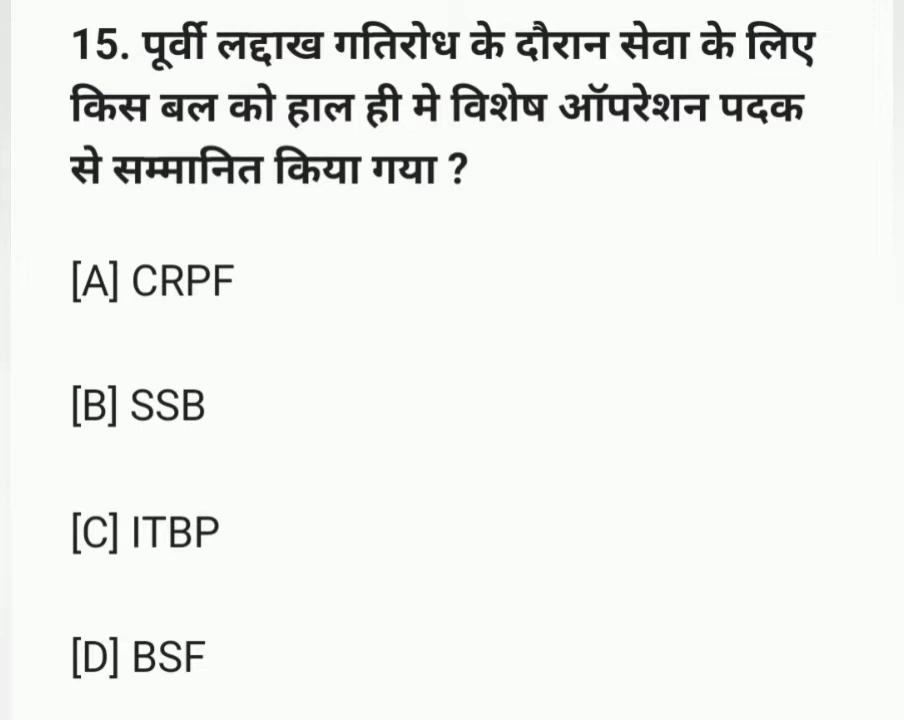 15. पूर्वी लद्दाख गतिरोध के दौरान सेवा के लिए
किस बल को हाल ही मे विशेष ऑपरेशन पदक
से सम्मानित किया गया ?
[A] CRPF
[B] SSB
[C] ITBP
[D] BSF